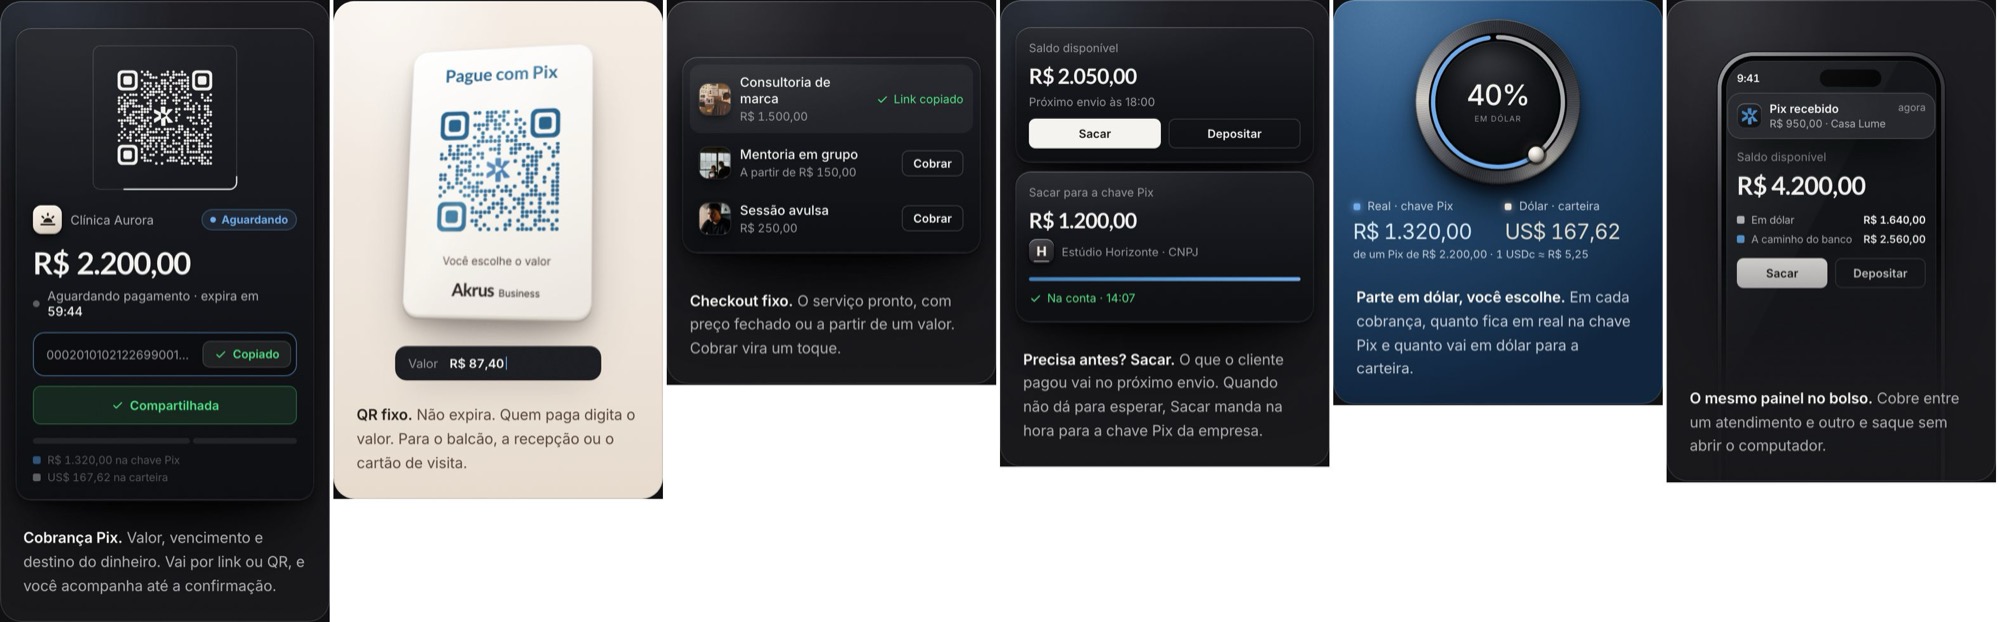 Clínica Aurora
Aguardando
R$ 2.200,00
Aguardando pagamento · expira em
59:44
0002010102122699001...
Copiado
Compartilhada
R$ 1.320,00 na chave Pix
US$ 167,62 na carteira
Cobrança Pix. Valor, vencimento e
destino do dinheiro. Vai por link ou QR, e
você acompanha até a confirmação.
Pague com Pix
Você escolhe o valor
Akrus Business
Valor R$ 87,40
QR fixo. Não expira. Quem paga digita o
valor. Para o balcão, a recepção ou o
cartão de visita.
Consultoria de
marca
R$ 1.500,00
Link copiado
Mentoria em grupo
A partir de R$ 150,00
Cobrar
Sessão avulsa
R$ 250,00
Cobrar
Checkout fixo. O serviço pronto, com
preço fechado ou a partir de um valor.
Cobrar vira um toque.
Saldo disponível
R$ 2.050,00
Próximo envio às 18:00
Sacar
Depositar
Sacar para a chave Pix
R$ 1.200,00
H
Estúdio Horizonte · CNPJ
Na conta · 14:07
Precisa antes? Sacar. O que o cliente
pagou vai no próximo envio. Quando
não dá para esperar, Sacar manda na
hora para a chave Pix da empresa.
40%
EM DÓLAR
Real · chave Pix
R$ 1.320,00
Dólar · carteira
US$ 167,62
de um Pix de R$ 2.200,00 · 1 USDc ≈ R$ 5,25
Parte em dólar, você escolhe. Em cada
cobrança, quanto fica em real na chave
Pix e quanto vai em dólar para a
carteira.
9:41
Pix recebido
agora
R$ 950,00 · Casa Lume
Saldo disponível
R$ 4.200,00
Em dólar R$ 1.640,00
A caminho do banco R$ 2.560,00
Sacar
Depositar
O mesmo painel no bolso. Cobre entre
um atendimento e outro e saque sem
abrir o computador.